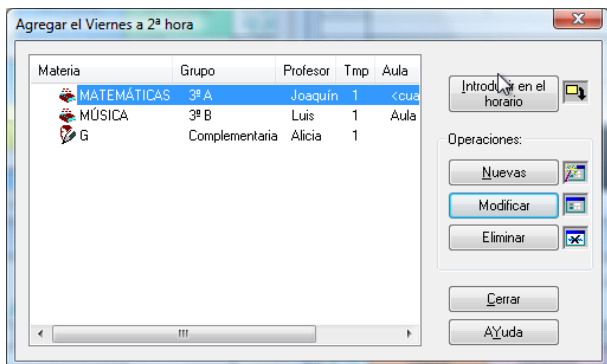 Agregar el Viernes a 2ª hora
Materia Grupo Profesor Tmp Aula
MATEMÁTICAS 3º A Joaquín 1 <cua
MÚSICA 3º B Luis 1 Aula
G Complementaria Alicia 1
Introducir en el
horario
Operaciones:
Nuevas
Modificar
Eliminar
Cerrar
AYuda